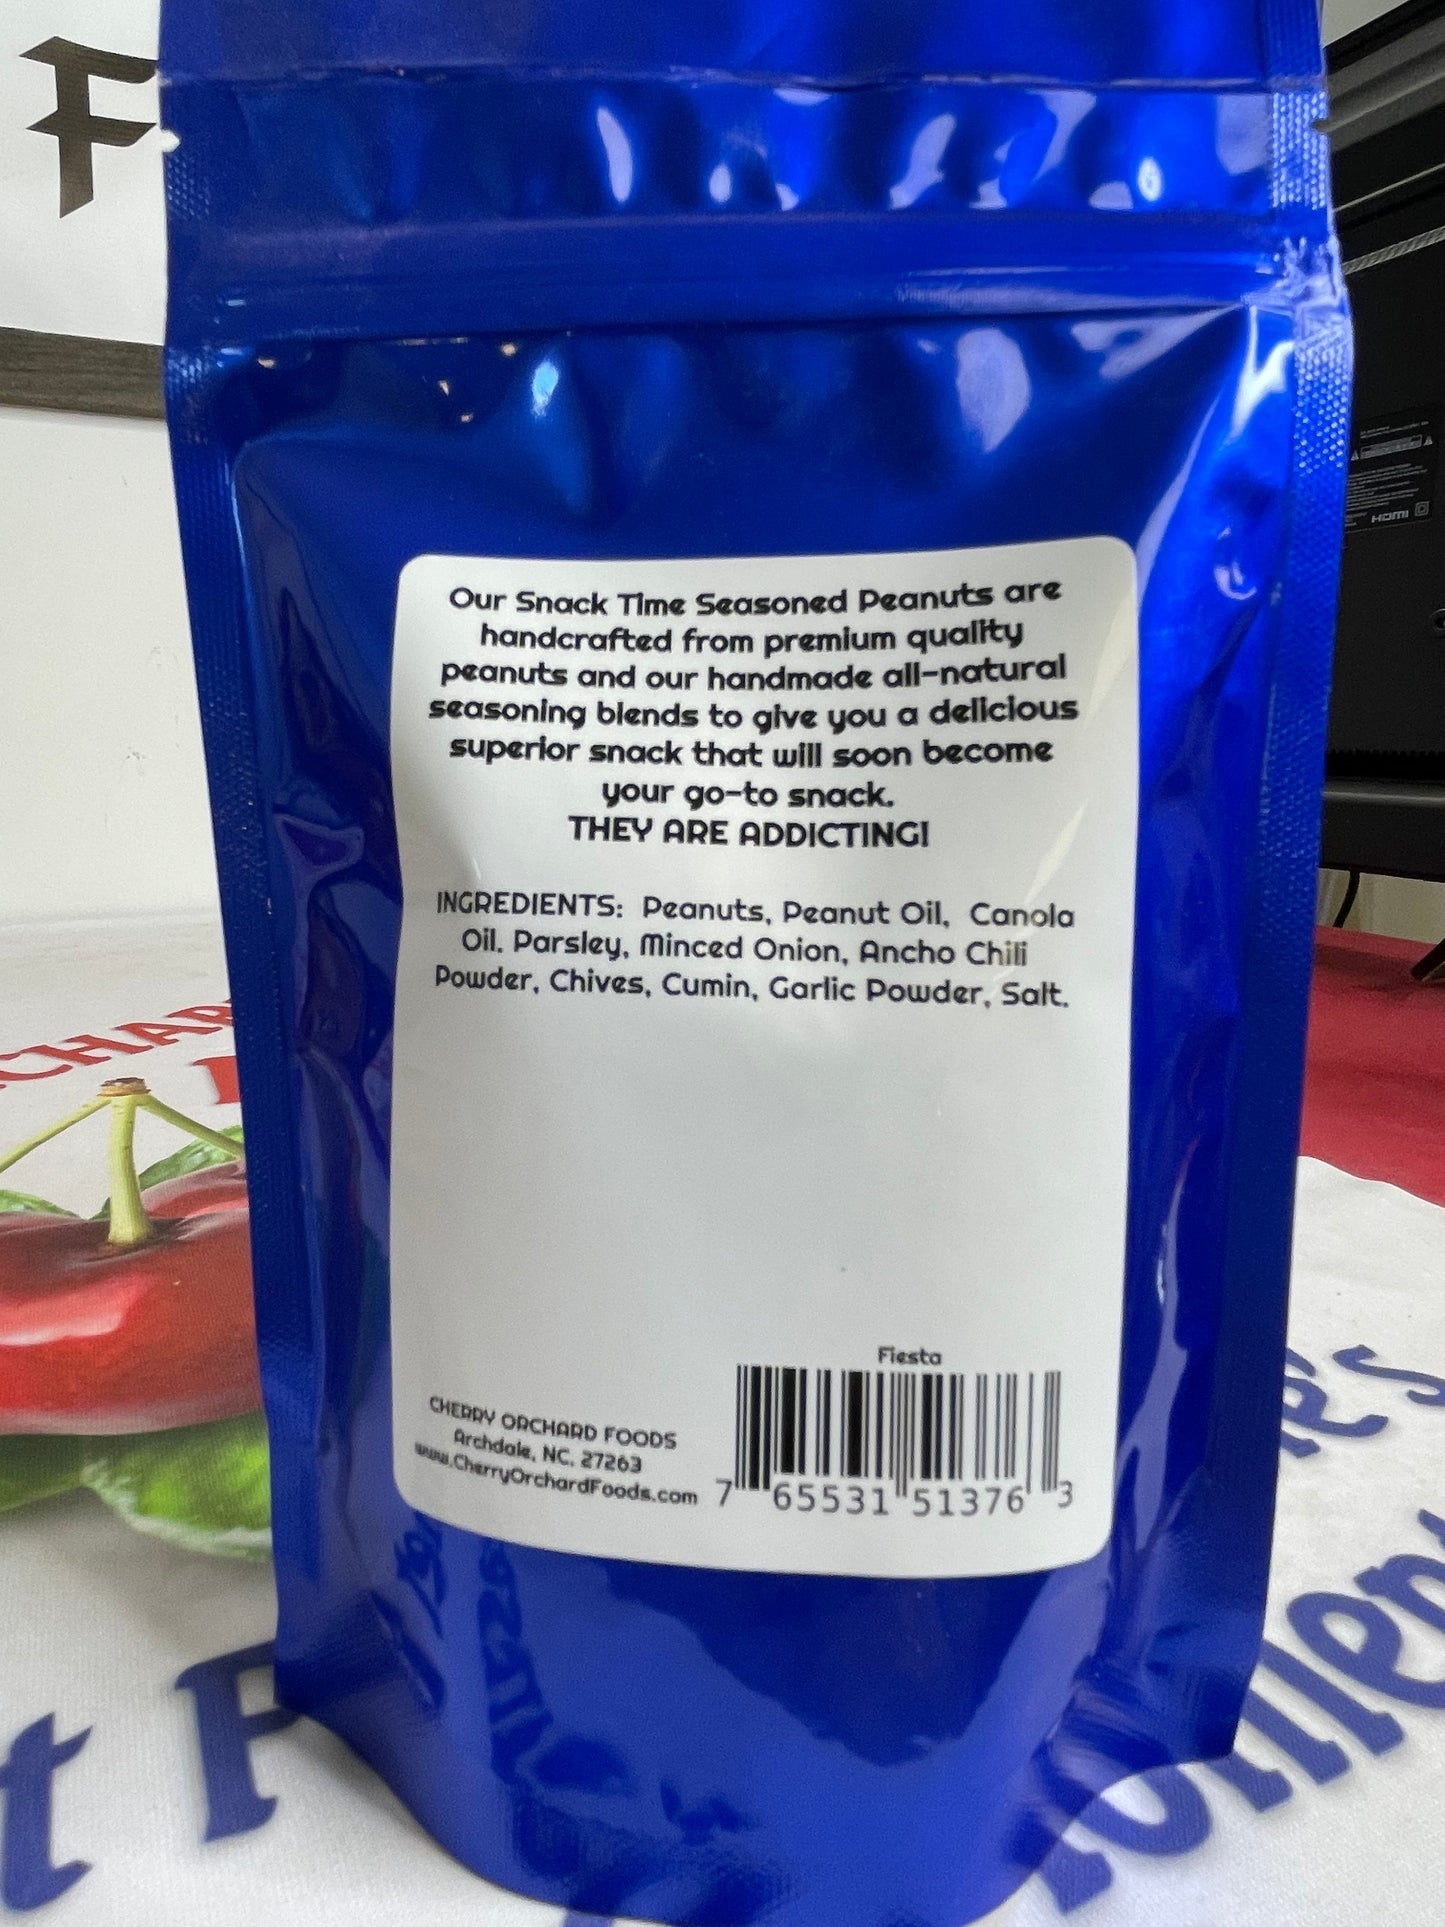 F
Our Snack Time Seasoned Peanuts are
handcrafted from premium quality
peanuts and our handmade all-natural
seasoning blends to give you a delicious
superior snack that will soon become
your go-to snack.
THEY ARE ADDICTING!
INGREDIENTS: Peanuts, Peanut Oil, Canola
Oil. Parsley, Minced Onion, Ancho Chili
Powder, Chives, Cumin, Garlic Powder, Salt.
Fiesta
CHERRY ORCHARD FOODS
Archdale, NC. 27263
www.CherryOrchardFoods.com
7 65531 51376 3
HDMI